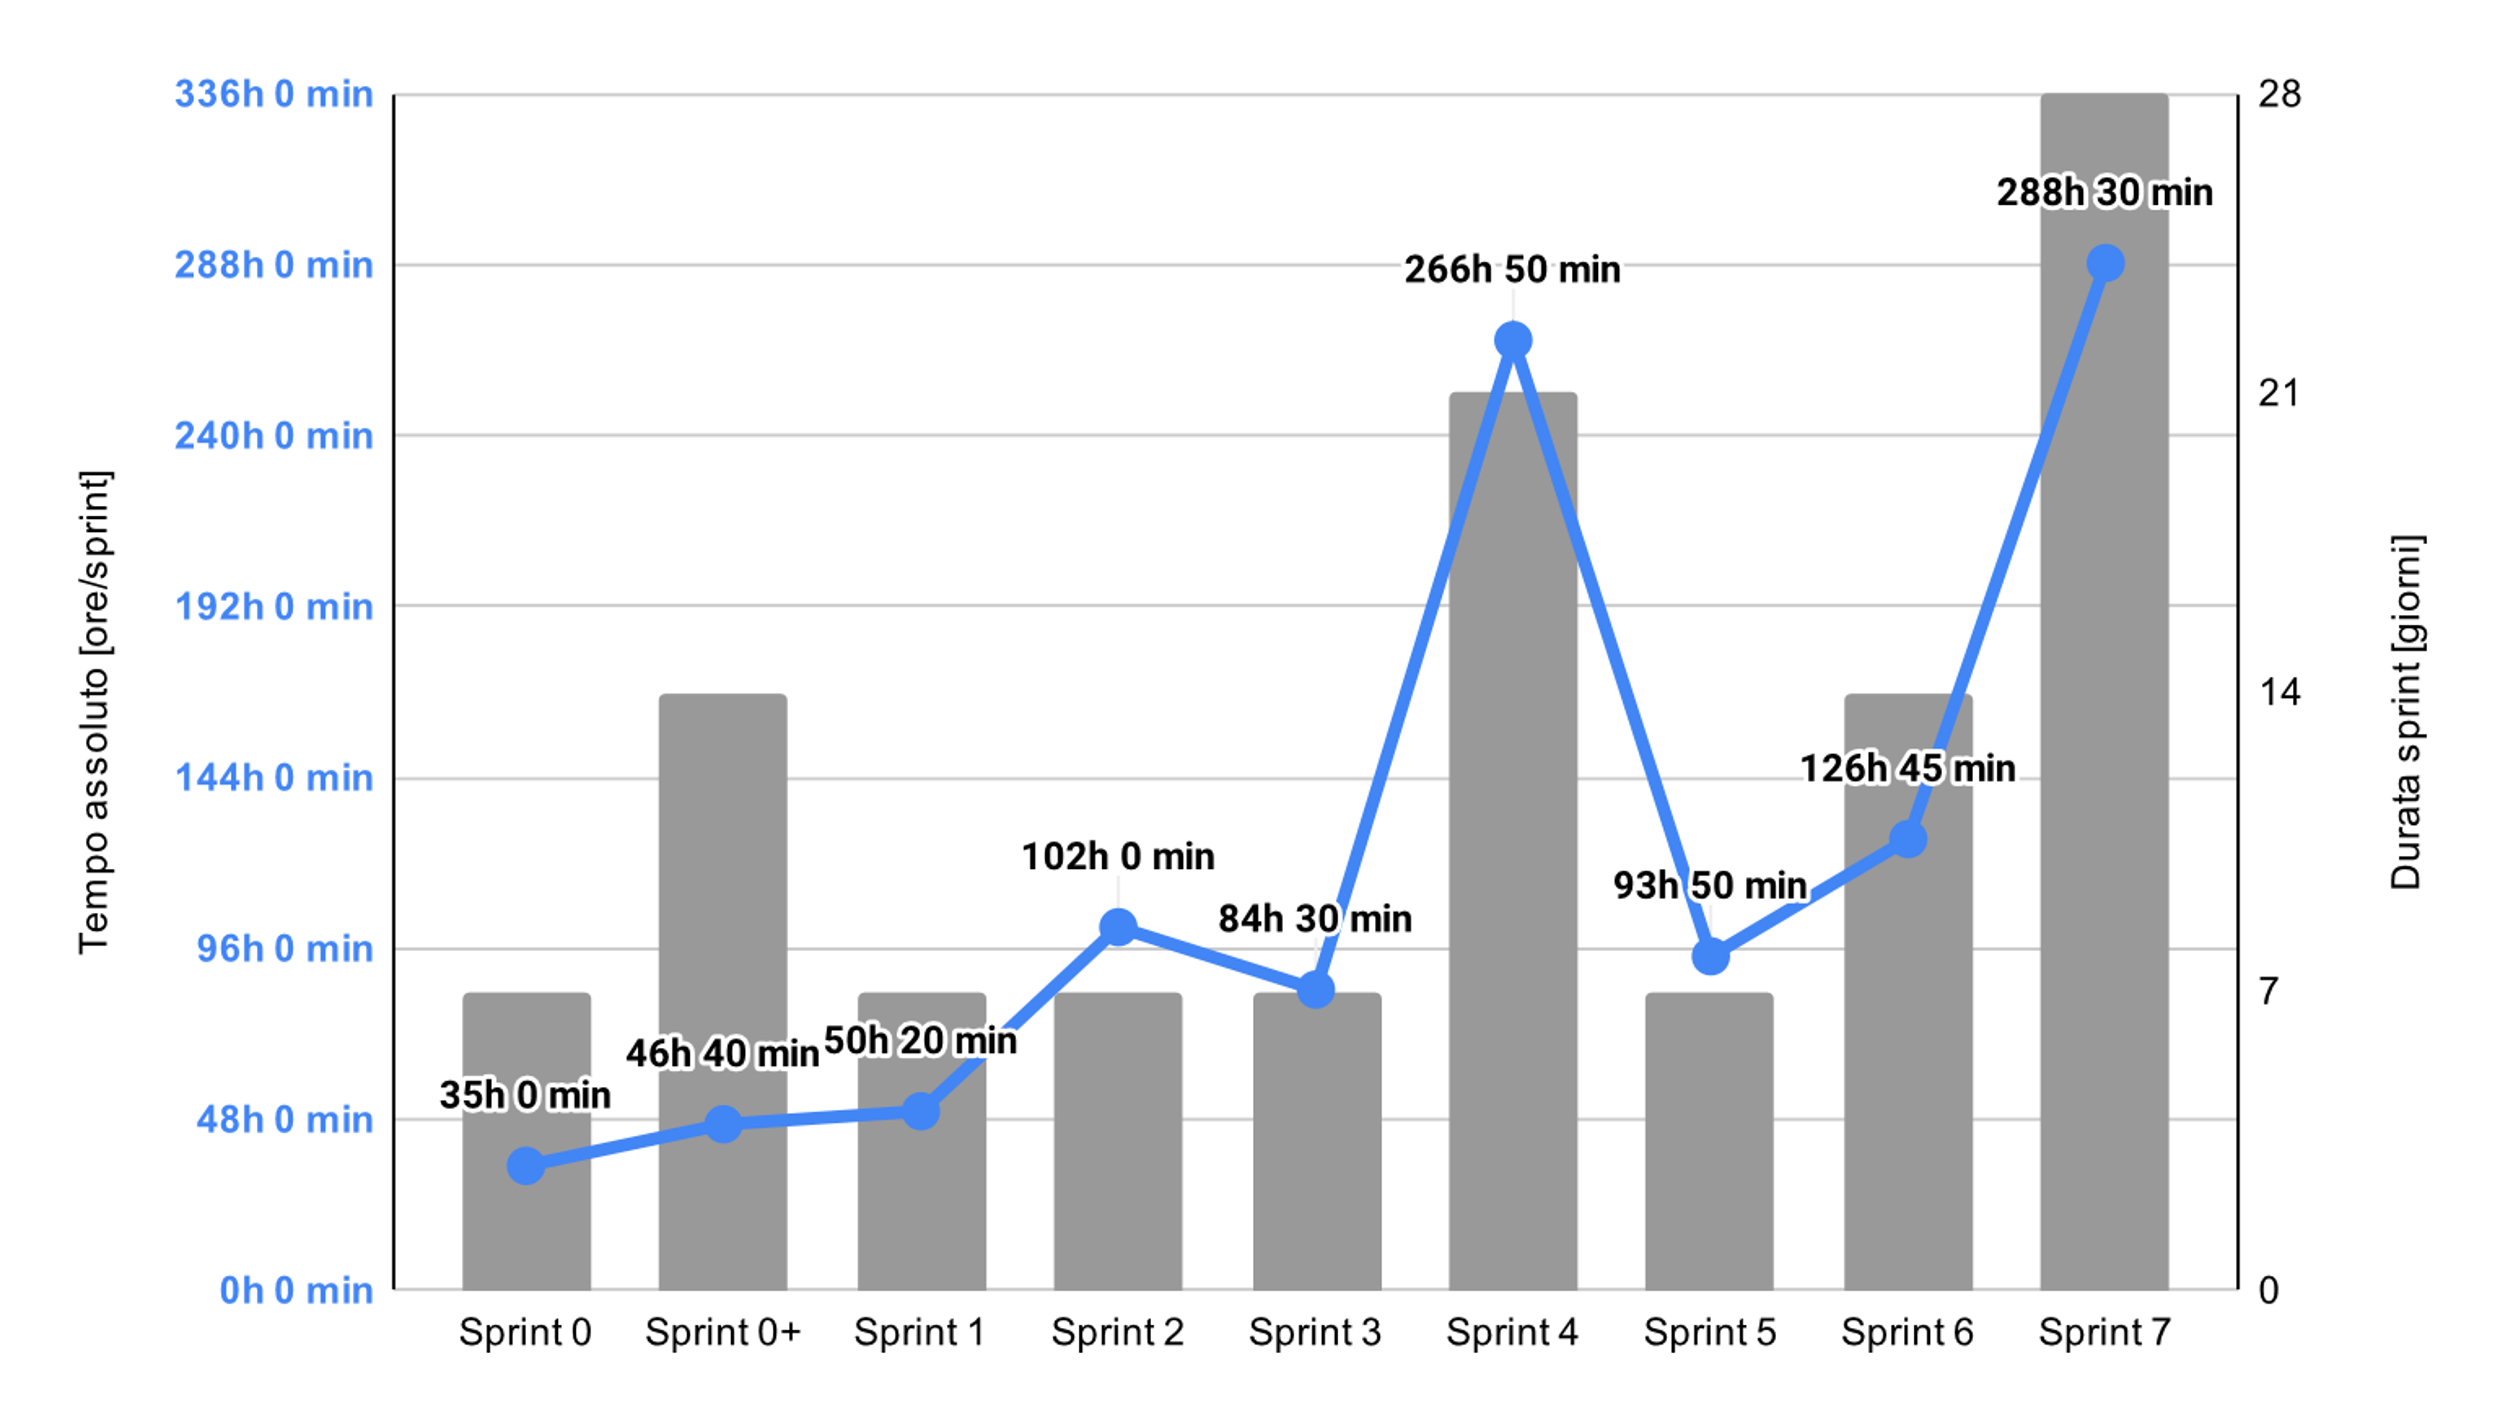 336h 0 min
288h 0 min
240h 0 min
192h 0 min
144h 0 min
96h 0 min
48h 0 min
0h 0 min
Tempo assoluto [ore/sprint]
35h 0 min
46h 40 min
50h 20 min
102h 0 min
84h 30 min
266h 50 min
93h 50 min
126h 45 min
288h 30 min
28
21
14
7
0
Durata sprint [giorni]
Sprint 0
Sprint 0+
Sprint 1
Sprint 2
Sprint 3
Sprint 4
Sprint 5
Sprint 6
Sprint 7